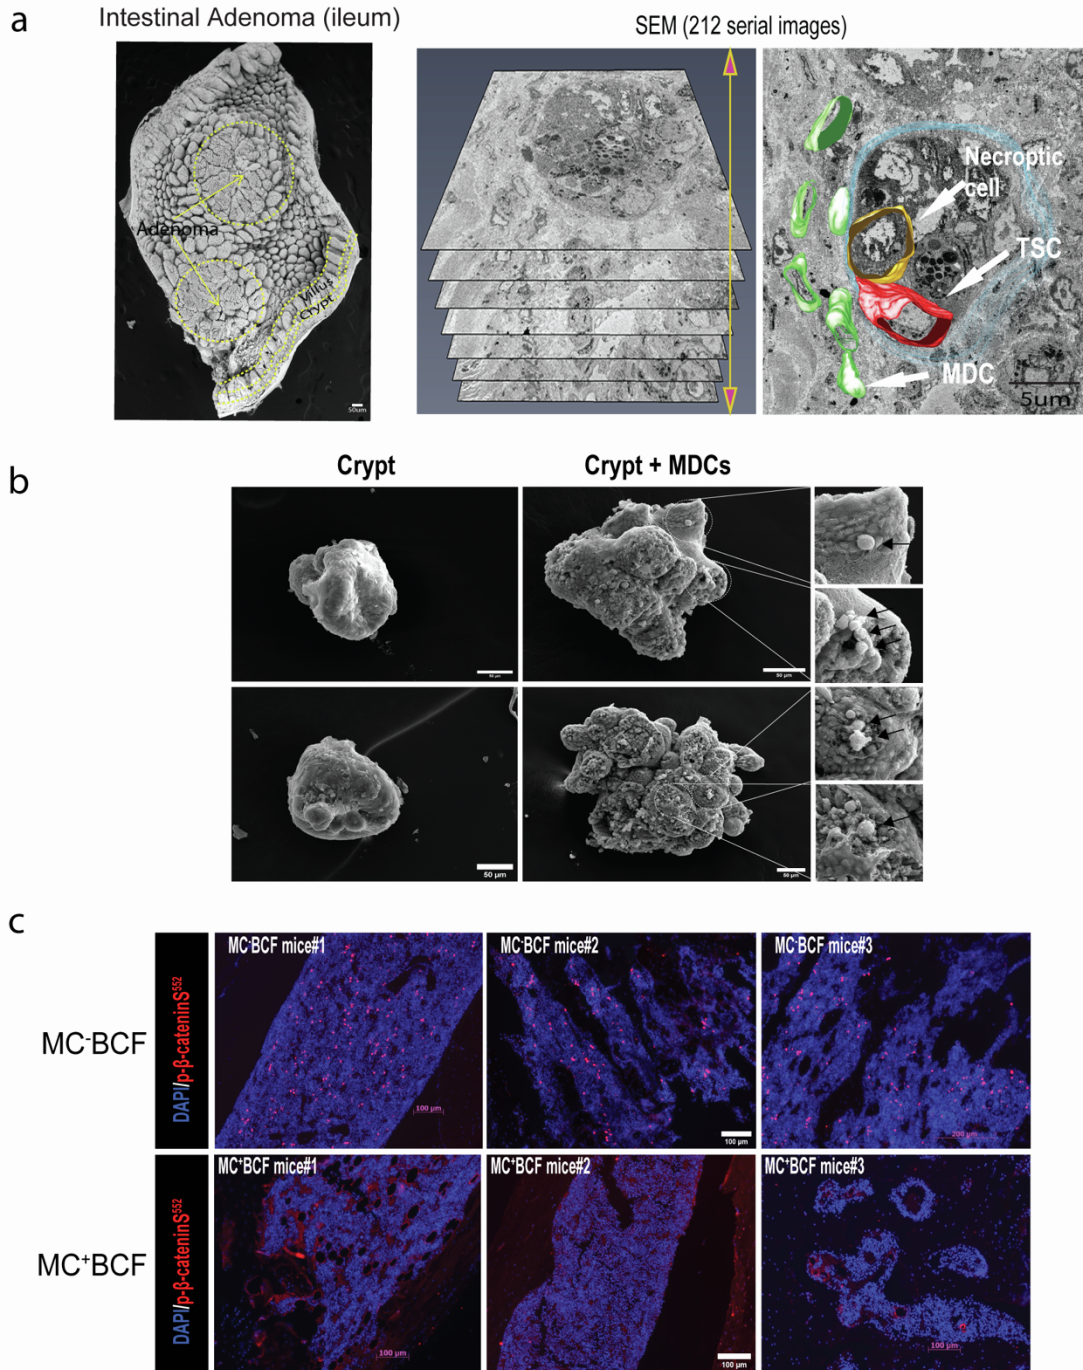 a
Intestinal Adenoma (ileum)
SEM (212 serial images)
Adenoma
Villus
Crypt
50um
Necroptic
cell
TSC
MDC
5um
b
Crypt
Crypt + MDCs
50 µm
50 µm
50 µm
50 µm
c
MC⁻BCF
DAPI/p-β-cateninS⁵⁵²
MC⁻BCF mice#1
100 µm
MC⁻BCF mice#2
100 µm
MC⁻BCF mice#3
200 µm
MC⁺BCF
DAPI/p-β-cateninS⁵⁵²
MC⁺BCF mice#1
100 µm
MC⁺BCF mice#2
100 µm
MC⁺BCF mice#3
100 µm